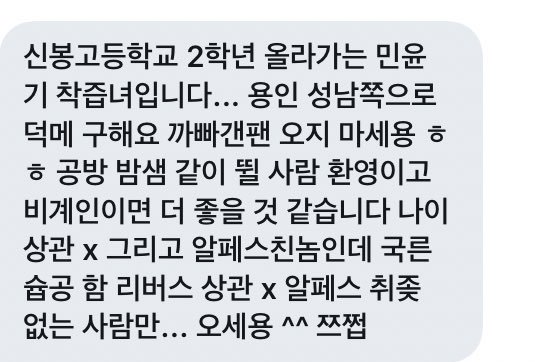 신봉고등학교 2학년 올라가는 민윤
기 착즙녀입니다... 용인 성남쪽으로
덕메 구해요 까빠갠팬 오지 마세용 ㅎ
ㅎ 공방 밤샘 같이 뛸 사람 환영이고
비계인이면 더 좋을 것 같습니다 나이
상관 x 그리고 알페스친놈인데 국른
슙공 함 리버스 상관 x 알페스 취좆
없는 사람만... 오세용 ^^ 쯔쩝